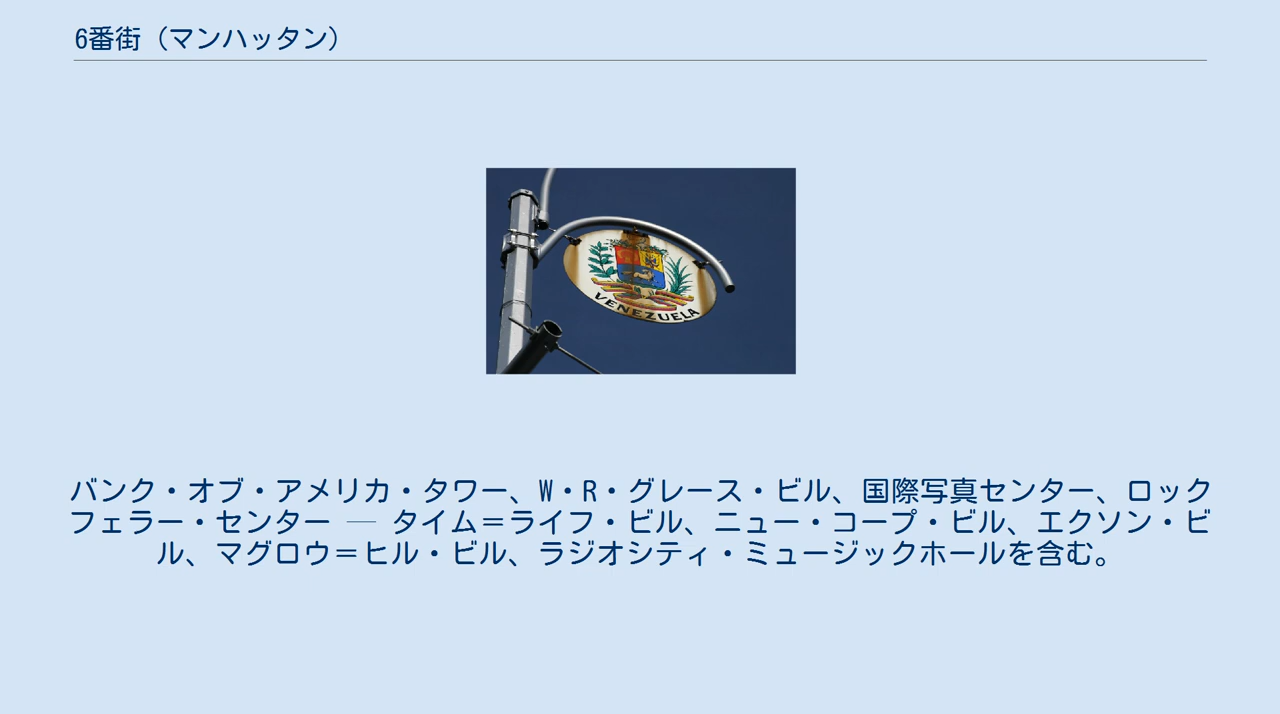 6番街（マンハッタン）
VENEZUELA
バンク・オブ・アメリカ・タワー、W・R・グレース・ビル、国際写真センター、ロック
フェラー・センター ― タイム＝ライフ・ビル、ニュー・コープ・ビル、エクソン・ビ
ル、マグロウ＝ヒル・ビル、ラジオシティ・ミュージックホールを含む。